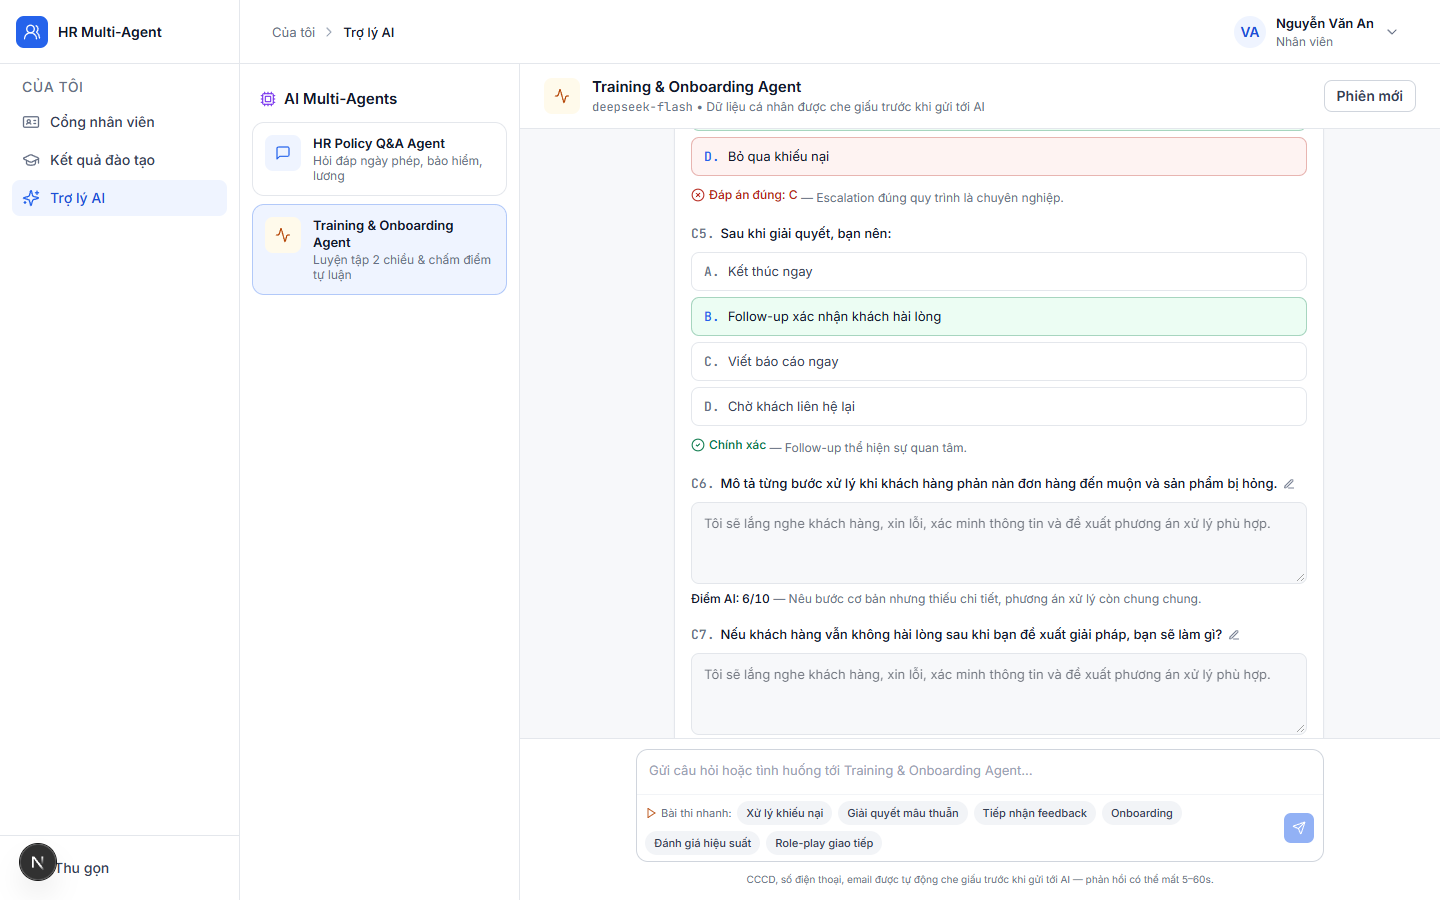 HR Multi-Agent
CỦA TÔI
Cổng nhân viên
Kết quả đào tạo
Trợ lý AI
N
Thu gọn
Của tôi
Trợ lý AI
VA
Nguyễn Văn An
Nhân viên
AI Multi-Agents
HR Policy Q&A Agent
Hỏi đáp ngày phép, bảo hiểm,
lương
Training & Onboarding
Agent
Luyện tập 2 chiều & chấm điểm
tự luận
Training & Onboarding Agent
deepseek-flash • Dữ liệu cá nhân được che giấu trước khi gửi tới AI
Phiên mới
D. Bỏ qua khiếu nại
Đáp án đúng: C — Escalation đúng quy trình là chuyên nghiệp.
C5. Sau khi giải quyết, bạn nên:
A. Kết thúc ngay
B. Follow-up xác nhận khách hài lòng
C. Viết báo cáo ngay
D. Chờ khách liên hệ lại
Chính xác — Follow-up thể hiện sự quan tâm.
C6. Mô tả từng bước xử lý khi khách hàng phàn nàn đơn hàng đến muộn và sản phẩm bị hỏng.
Tôi sẽ lắng nghe khách hàng, xin lỗi, xác minh thông tin và đề xuất phương án xử lý phù hợp.
Điểm AI: 6/10 — Nêu bước cơ bản nhưng thiếu chi tiết, phương án xử lý còn chung chung.
C7. Nếu khách hàng vẫn không hài lòng sau khi bạn đề xuất giải pháp, bạn sẽ làm gì?
Tôi sẽ lắng nghe khách hàng, xin lỗi, xác minh thông tin và đề xuất phương án xử lý phù hợp.
Gửi câu hỏi hoặc tình huống tới Training & Onboarding Agent...
Bài thi nhanh: Xử lý khiếu nại Giải quyết mâu thuẫn Tiếp nhận feedback Onboarding
Đánh giá hiệu suất Role-play giao tiếp
CCCD, số điện thoại, email được tự động che giấu trước khi gửi tới AI — phản hồi có thể mất 5–60s.